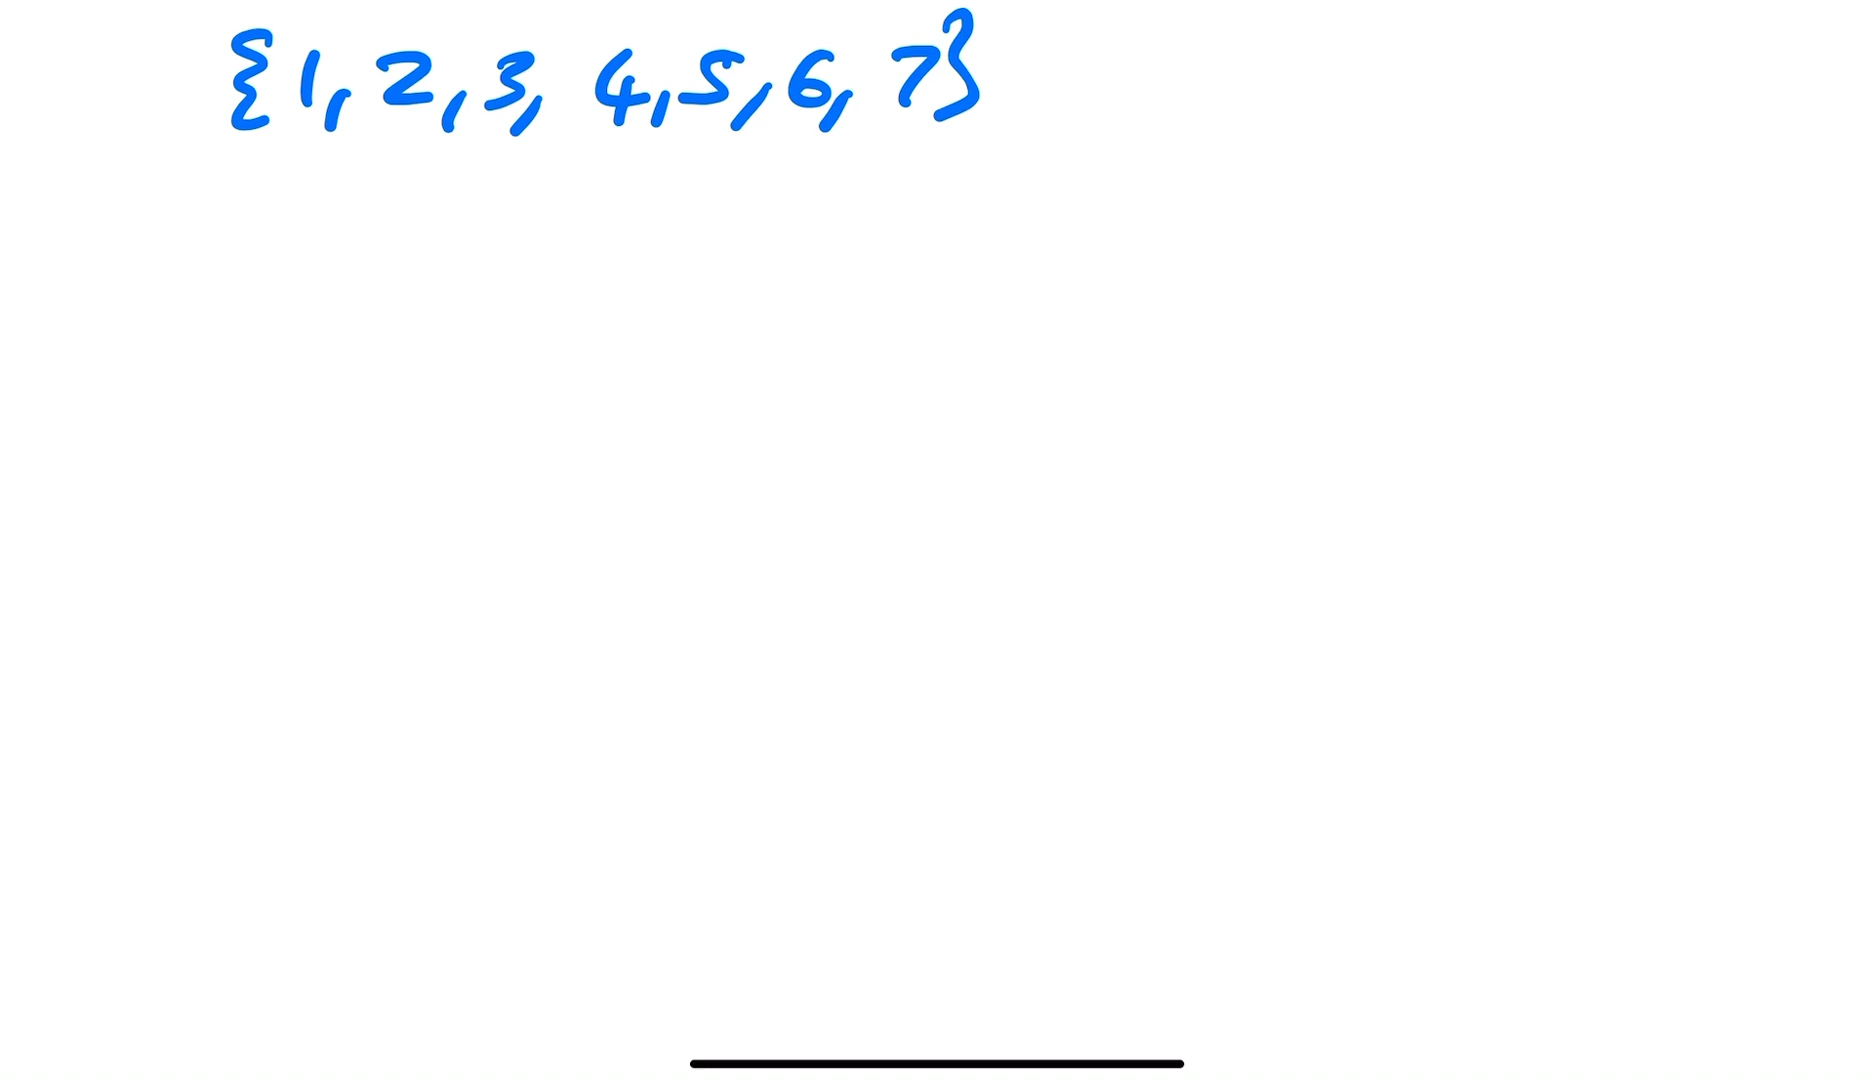 {1, 2, 3, 4, 5, 6, 7}